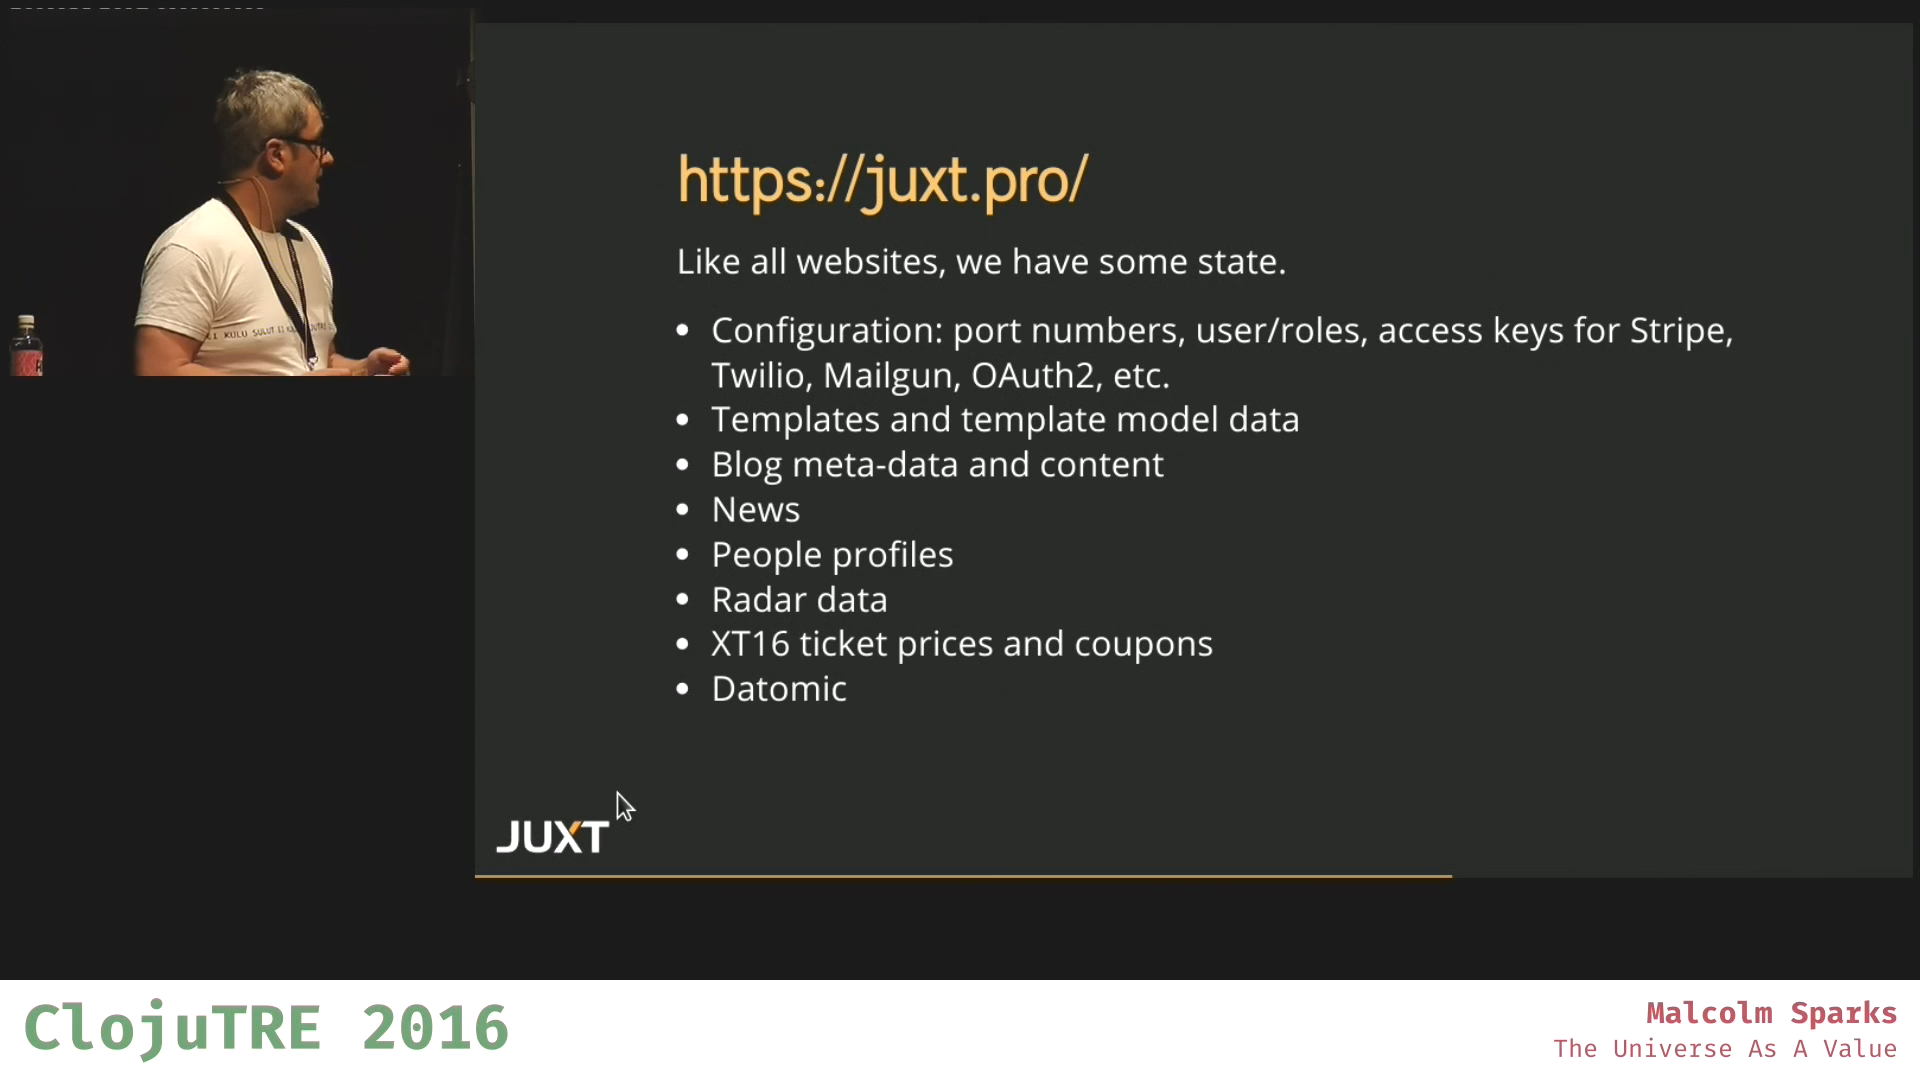 https://juxt.pro/
Like all websites, we have some state.
• Configuration: port numbers, user/roles, access keys for Stripe,
Twilio, Mailgun, OAuth2, etc.
• Templates and template model data
• Blog meta-data and content
• News
• People profiles
• Radar data
• XT16 ticket prices and coupons
• Datomic
JUXT
KULU SULUT
ClojuTRE 2016
Malcolm Sparks
The Universe As A Value